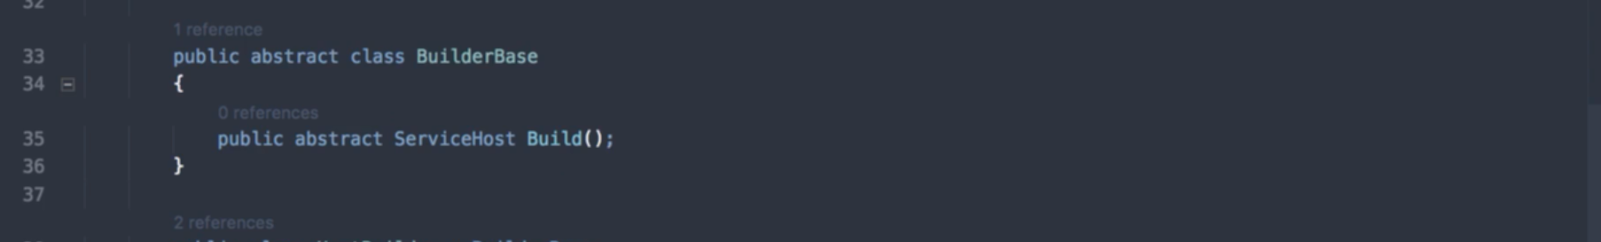 32
1 reference
33 public abstract class BuilderBase
34 {
0 references
35 public abstract ServiceHost Build();
36 }
37
2 references